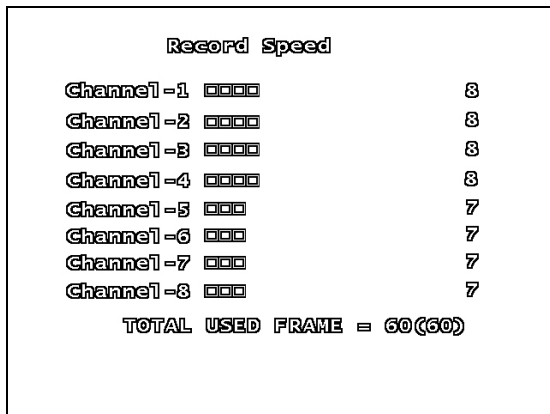 Record Speed
Channel-1 □□□□ 8
Channel-2 □□□□ 8
Channel-3 □□□□ 8
Channel-4 □□□□ 8
Channel-5 □□□ 7
Channel-6 □□□ 7
Channel-7 □□□ 7
Channel-8 □□□ 7
TOTAL USED FRAME = 60(60)